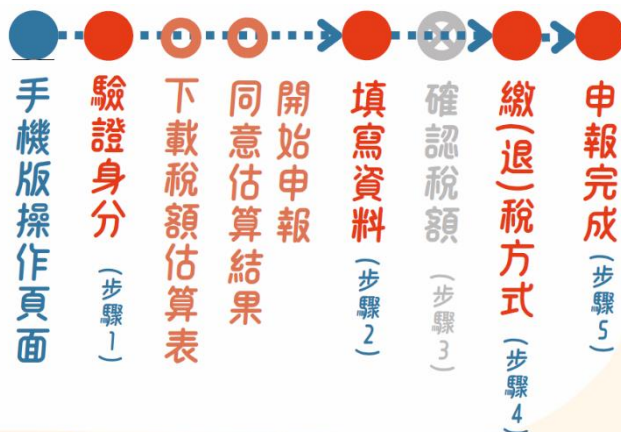 手機版操作頁面
驗證身分(步驟1)
下載稅額估算表
同意估算結果
開始申報
填寫資料(步驟2)
確認稅額(步驟3)
繳(退)稅方式(步驟4)
申報完成(步驟5)